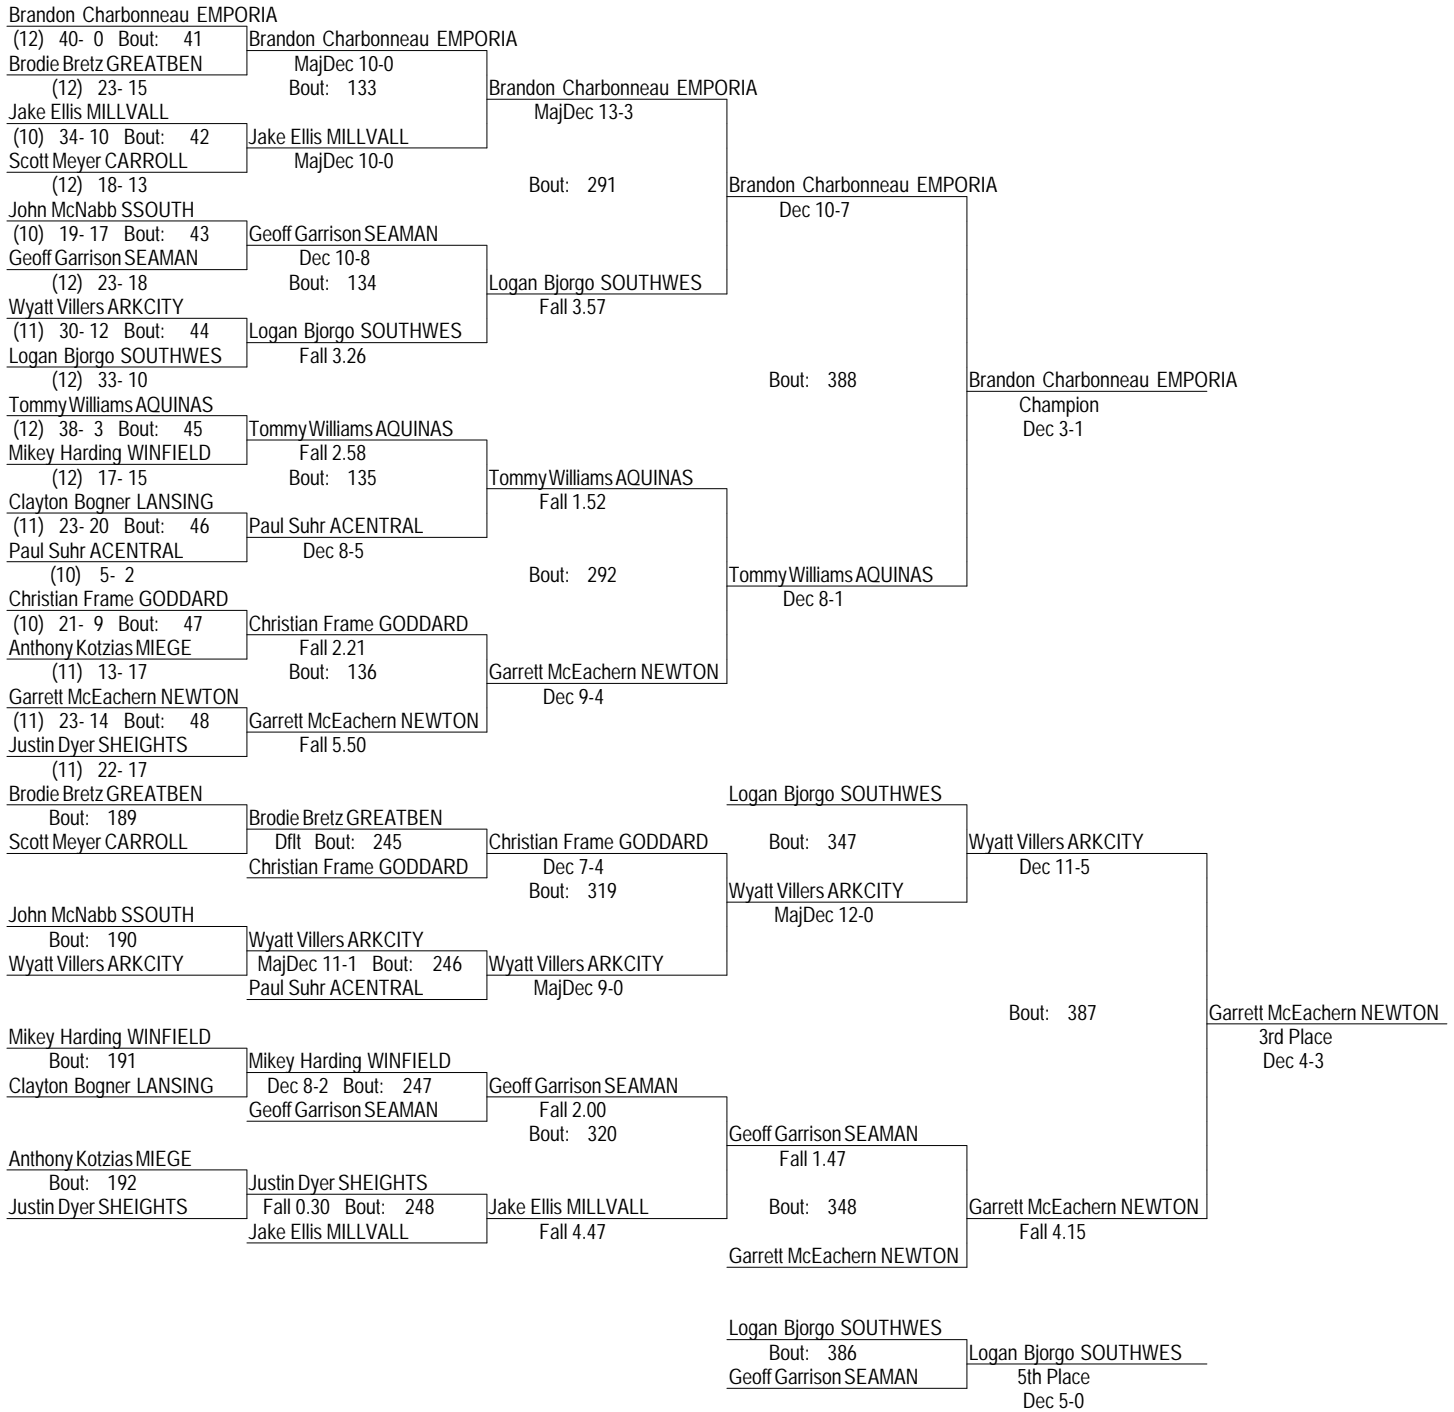 Brandon Charbonneau EMPORIA
(12) 40- 0 Bout: 41 Brandon Charbonneau EMPORIA
Brodie Bretz GREATBEN MajDec 10-0
(12) 23- 15 Bout: 133 Brandon Charbonneau EMPORIA
Jake Ellis MILLVALL MajDec 13-3
(10) 34- 10 Bout: 42 Jake Ellis MILLVALL
Scott Meyer CARROLL MajDec 10-0
(12) 18- 13 Bout: 291 Brandon Charbonneau EMPORIA
John McNabb SSOUTH Dec 10-7
(10) 19- 17 Bout: 43 Geoff Garrison SEAMAN
Geoff Garrison SEAMAN Dec 10-8
(12) 23- 18 Bout: 134 Logan Bjorgo SOUTHWES
Wyatt Villers ARKCITY Fall 3.57
(11) 30- 12 Bout: 44 Logan Bjorgo SOUTHWES
Logan Bjorgo SOUTHWES Fall 3.26
(12) 33- 10 Bout: 388 Brandon Charbonneau EMPORIA
Tommy Williams AQUINAS Champion
(12) 38- 3 Bout: 45 Tommy Williams AQUINAS Dec 3-1
Mikey Harding WINFIELD Fall 2.58
(12) 17- 15 Bout: 135 Tommy Williams AQUINAS
Clayton Bogner LANSING Fall 1.52
(11) 23- 20 Bout: 46 Paul Suhr ACENTRAL
Paul Suhr ACENTRAL Dec 8-5
(10) 5- 2 Bout: 292 Tommy Williams AQUINAS
Christian Frame GODDARD Dec 8-1
(10) 21- 9 Bout: 47 Christian Frame GODDARD
Anthony Kotzias MIEGE Fall 2.21
(11) 13- 17 Bout: 136 Garrett McEachern NEWTON
Garrett McEachern NEWTON Dec 9-4
(11) 23- 14 Bout: 48 Garrett McEachern NEWTON
Justin Dyer SHEIGHTS Fall 5.50
(11) 22- 17
Brodie Bretz GREATBEN Logan Bjorgo SOUTHWES
Bout: 189 Brodie Bretz GREATBEN
Scott Meyer CARROLL Dflt Bout: 245 Christian Frame GODDARD Bout: 347 Wyatt Villers ARKCITY
Christian Frame GODDARD Dec 7-4 Dec 11-5
Bout: 319 Wyatt Villers ARKCITY
John McNabb SSOUTH MajDec 12-0
Bout: 190 Wyatt Villers ARKCITY
Wyatt Villers ARKCITY MajDec 11-1 Bout: 246 Wyatt Villers ARKCITY
Paul Suhr ACENTRAL MajDec 9-0
Bout: 387 Garrett McEachern NEWTON
Mikey Harding WINFIELD 3rd Place
Bout: 191 Mikey Harding WINFIELD Dec 4-3
Clayton Bogner LANSING Dec 8-2 Bout: 247 Geoff Garrison SEAMAN
Geoff Garrison SEAMAN Fall 2.00
Bout: 320 Geoff Garrison SEAMAN
Anthony Kotzias MIEGE Fall 1.47
Bout: 192 Justin Dyer SHEIGHTS
Justin Dyer SHEIGHTS Fall 0.30 Bout: 248 Jake Ellis MILLVALL Bout: 348 Garrett McEachern NEWTON
Jake Ellis MILLVALL Fall 4.47 Fall 4.15
Garrett McEachern NEWTON
Logan Bjorgo SOUTHWES
Bout: 386 Logan Bjorgo SOUTHWES
Geoff Garrison SEAMAN 5th Place
Dec 5-0